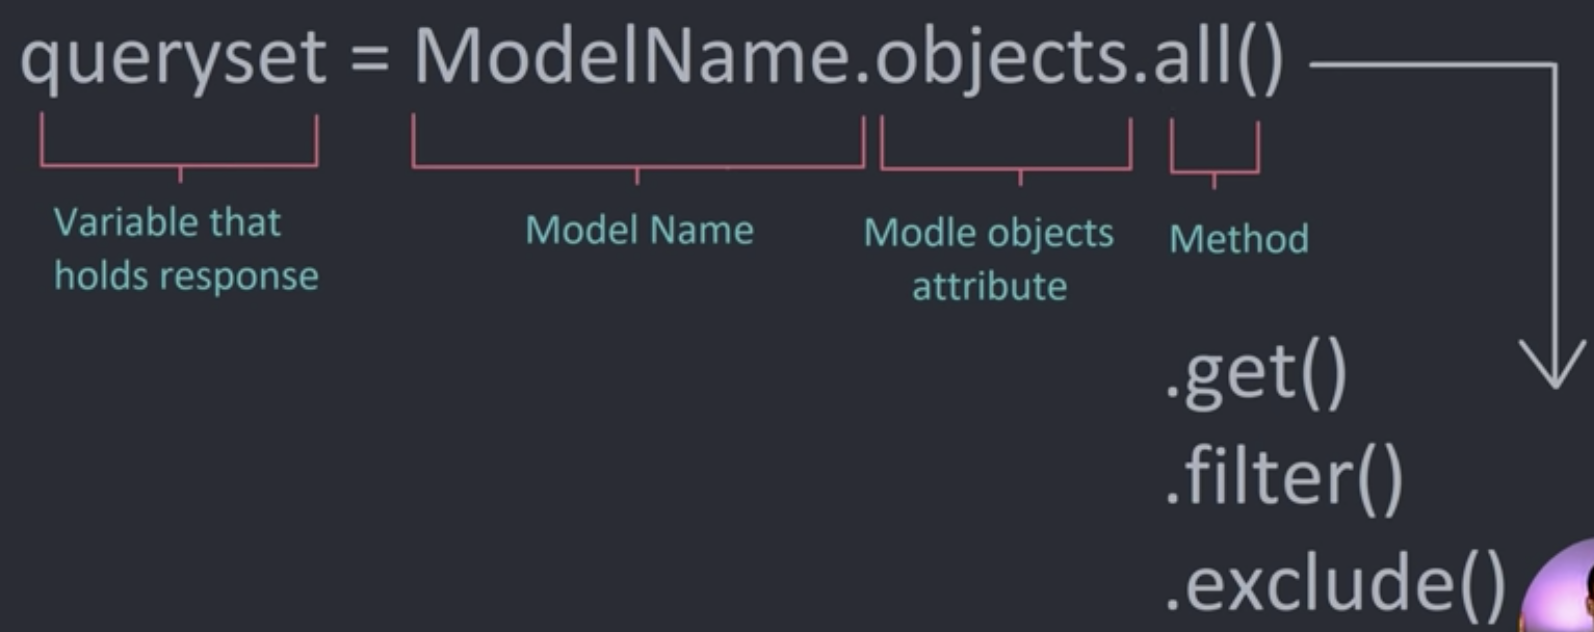 queryset = ModelName.objects.all()
Variable that
holds response
Model Name
Modle objects
attribute
Method
.get()
.filter()
.exclude()